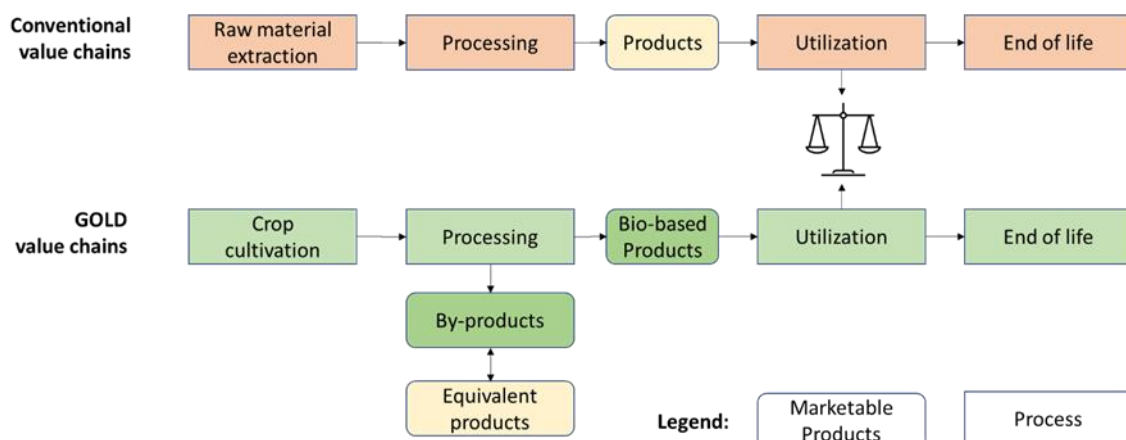 Conventional
value chains
Raw material
extraction
Processing
Products
Utilization
End of life
GOLD
value chains
Crop
cultivation
Processing
Bio-based
Products
Utilization
End of life
By-products
Equivalent
products
Legend:
Marketable
Products
Process